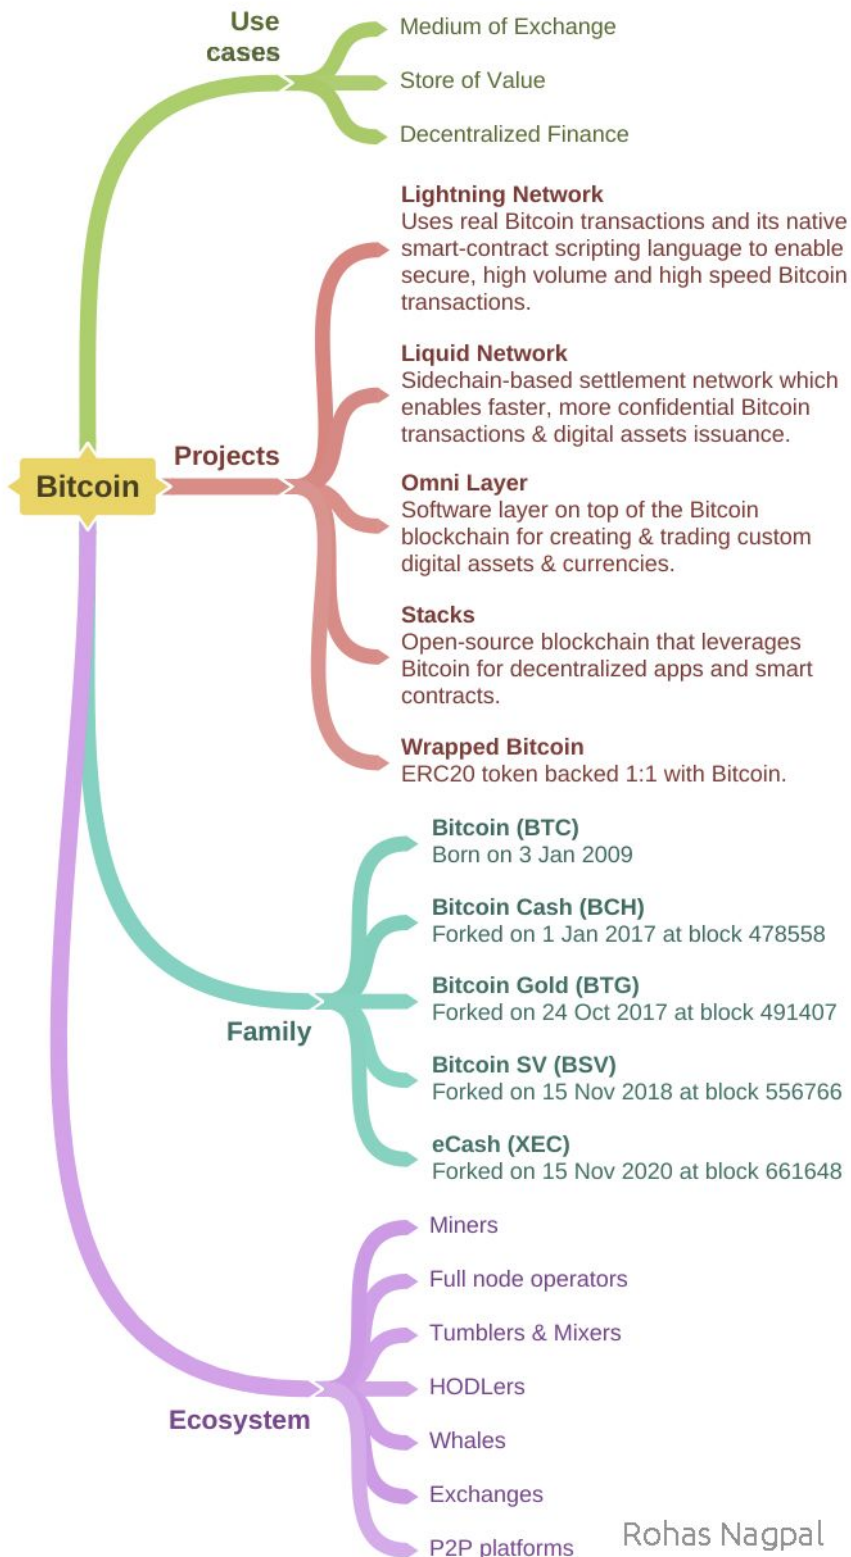 Use
cases
Medium of Exchange
Store of Value
Decentralized Finance
Bitcoin
Projects
Lightning Network
Uses real Bitcoin transactions and its native
smart-contract scripting language to enable
secure, high volume and high speed Bitcoin
transactions.
Liquid Network
Sidechain-based settlement network which
enables faster, more confidential Bitcoin
transactions & digital assets issuance.
Omni Layer
Software layer on top of the Bitcoin
blockchain for creating & trading custom
digital assets & currencies.
Stacks
Open-source blockchain that leverages
Bitcoin for decentralized apps and smart
contracts.
Wrapped Bitcoin
ERC20 token backed 1:1 with Bitcoin.
Family
Bitcoin (BTC)
Born on 3 Jan 2009
Bitcoin Cash (BCH)
Forked on 1 Jan 2017 at block 478558
Bitcoin Gold (BTG)
Forked on 24 Oct 2017 at block 491407
Bitcoin SV (BSV)
Forked on 15 Nov 2018 at block 556766
eCash (XEC)
Forked on 15 Nov 2020 at block 661648
Ecosystem
Miners
Full node operators
Tumblers & Mixers
HODLers
Whales
Exchanges
P2P platforms
Rohas Nagpal